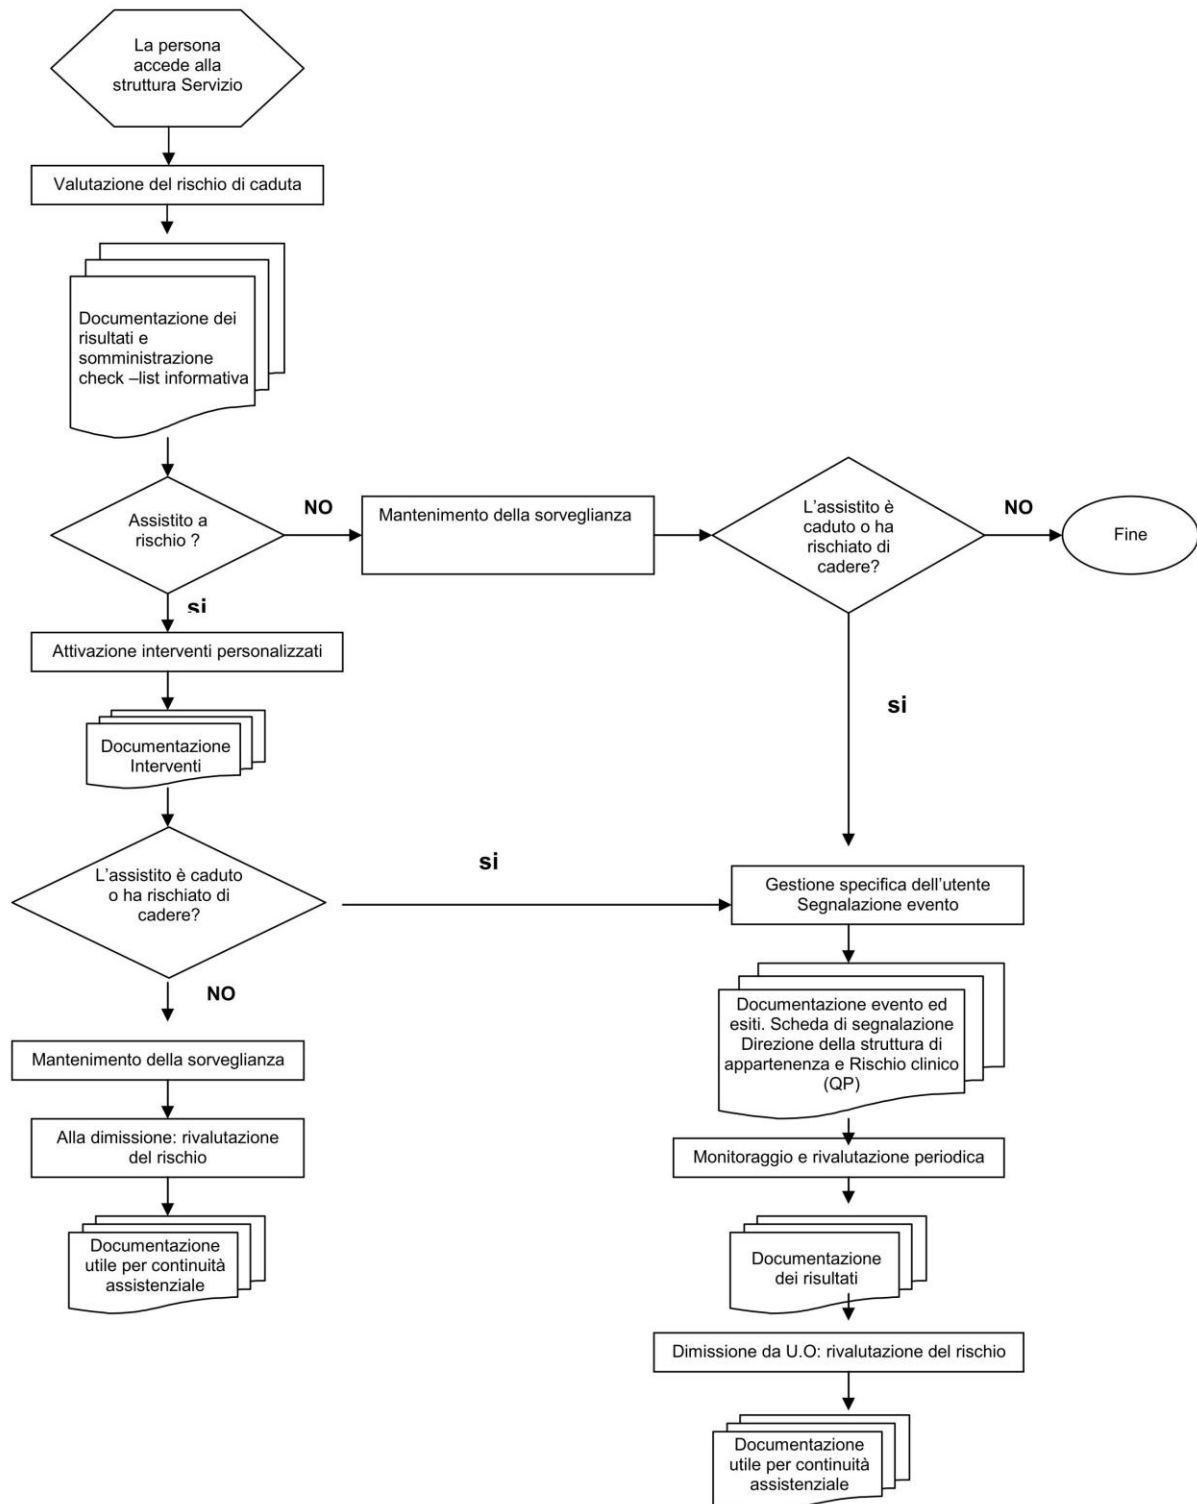 La persona
accede alla
struttura Servizio
Valutazione del rischio di caduta
Documentazione dei
risultati e
somministrazione
check –list informativa
Assistito a
rischio ?
NO
Mantenimento della sorveglianza
L’assistito è
caduto o ha
rischiato di
cadere?
NO
Fine
si
Attivazione interventi personalizzati
Documentazione
Interventi
si
L’assistito è caduto
o ha rischiato di
cadere?
si
Gestione specifica dell’utente
Segnalazione evento
NO
Documentazione evento ed
esiti. Scheda di segnalazione
Direzione della struttura di
appartenenza e Rischio clinico
(QP)
Mantenimento della sorveglianza
Alla dimissione: rivalutazione
del rischio
Monitoraggio e rivalutazione periodica
Documentazione
utile per continuità
assistenziale
Documentazione
dei risultati
Dimissione da U.O: rivalutazione del rischio
Documentazione
utile per continuità
assistenziale